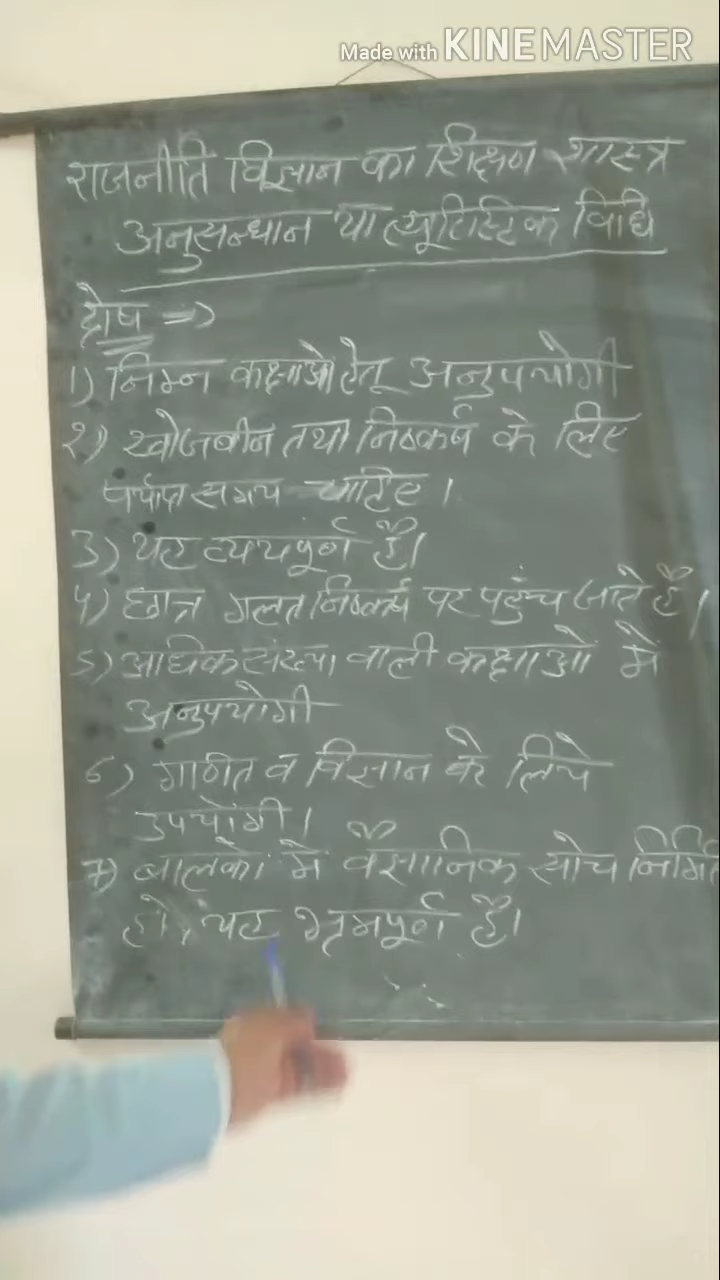 Made with KINEMASTER
राजनीति विज्ञान का शिक्षण शास्त्र
अनुसन्धान या ह्यूरिस्टिक विधि
दोष =>
1) निम्न कक्षाओ हेतू अनुपयोगी
2) खोजबीन तथा निष्कर्ष के लिए
पर्याप्त समय चाहिए।
3) यह व्ययपूर्ण है।
4) छात्र गलत निष्कर्ष पर पहुंच जाते है।
5) अधिक संख्या वाली कक्षाओ में
अनुपयोगी
6) गणित व विज्ञान के लिये
उपयोगी।
7) बालको मे वैज्ञानिक सोच
हो, यह भ्रमपूर्ण है।